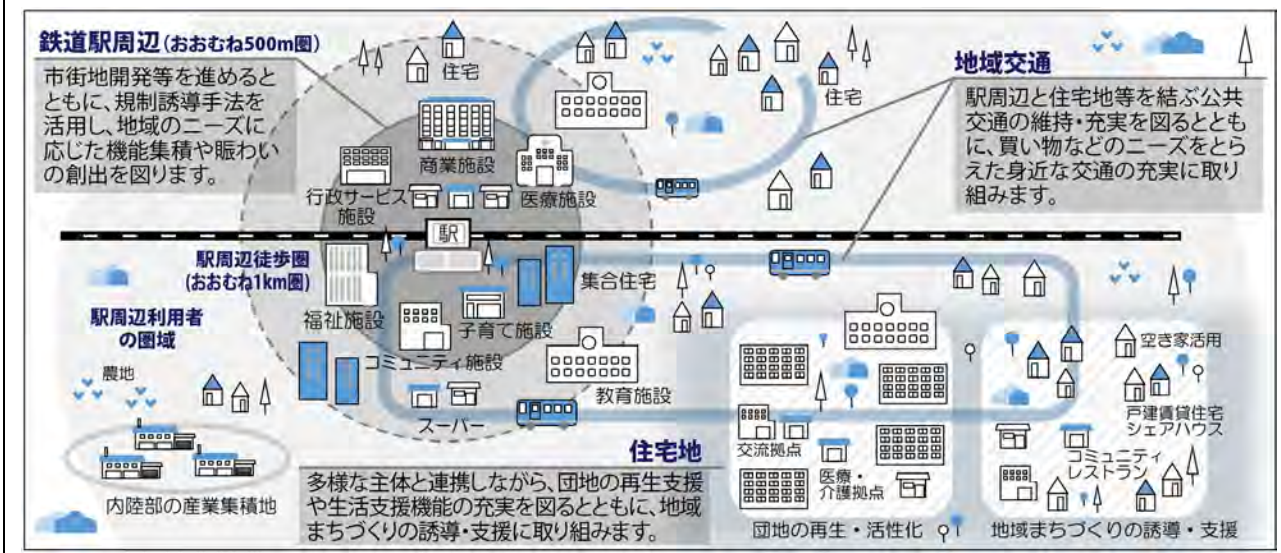 鉄道駅周辺(おおむね500m圏)
市街地開発等を進めると
ともに、規制誘導手法を
活用し、地域のニーズに
応じた機能集積や賑わい
の創出を図ります。
住宅
商業施設
行政サービス
施設
医療施設
駅
住宅
地域交通
駅周辺と住宅地等を結ぶ公共
交通の維持・充実を図るととも
に、買い物などのニーズをとら
えた身近な交通の充実に取り
組みます。
駅周辺徒歩圏
(おおむね1km圏)
駅周辺利用者
の圏域
福祉施設
子育て施設
集合住宅
コミュニティ施設
教育施設
スーパー
農地
内陸部の産業集積地
住宅地
多様な主体と連携しながら、団地の再生支援
や生活支援機能の充実を図るとともに、地域
まちづくりの誘導・支援に取り組みます。
交流拠点
医療・
介護拠点
団地の再生・活性化
空き家活用
戸建賃貸住宅
シェアハウス
コミュニティ
レストラン
地域まちづくりの誘導・支援